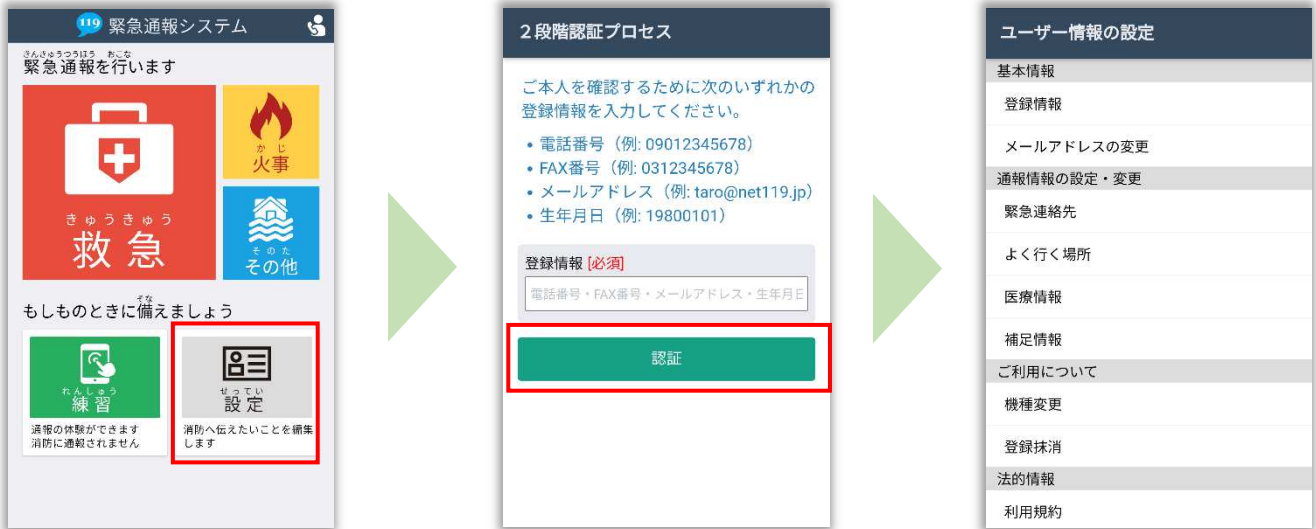 119 緊急通報システム
きんきゅうつうほう おこな
緊急通報を行います
きゅうきゅう
救急
かじ
火事
そのた
その他
そな
もしものときに備えましょう
れんしゅう
練習
通報の体験ができます
消防に通報されません
せってい
設定
消防へ伝えたいことを編集
します
２段階認証プロセス
ご本人を確認するために次のいずれかの
登録情報を入力してください。
• 電話番号（例: 09012345678）
• FAX番号（例: 0312345678）
• メールアドレス（例: taro@net119.jp）
• 生年月日（例: 19800101）
登録情報 [必須]
電話番号・FAX番号・メールアドレス・生年月日
認証
ユーザー情報の設定
基本情報
登録情報
メールアドレスの変更
通報情報の設定・変更
緊急連絡先
よく行く場所
医療情報
補足情報
ご利用について
機種変更
登録抹消
法的情報
利用規約